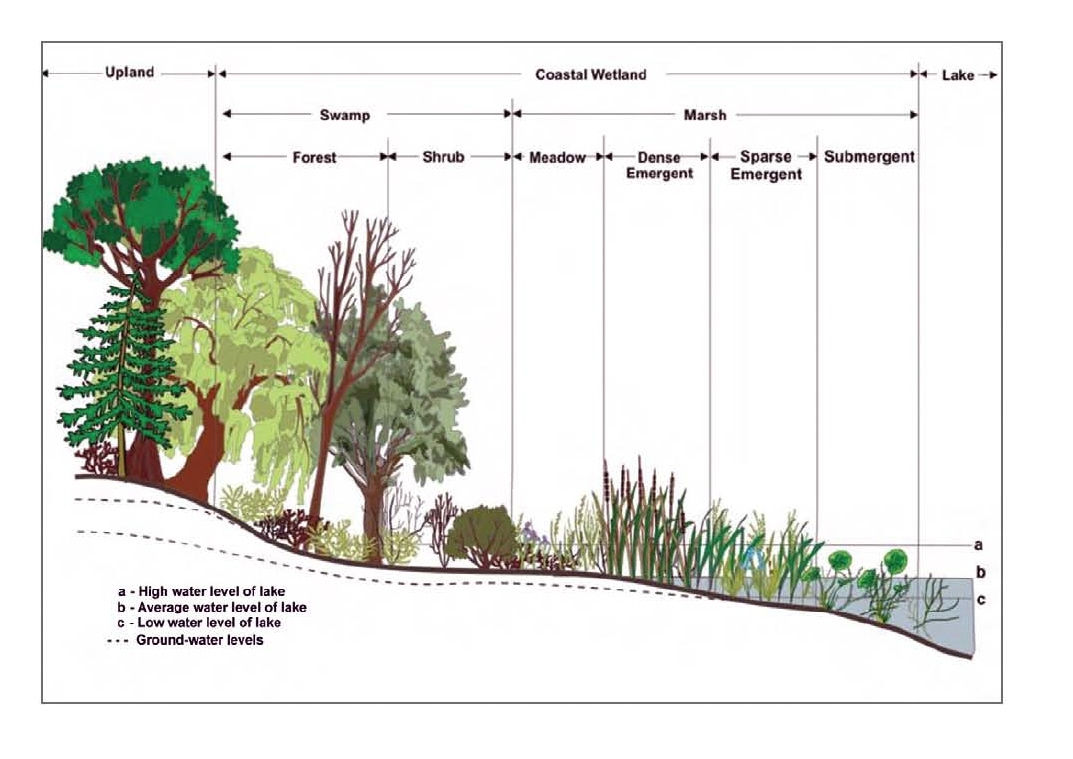 Upland
Coastal Wetland
Lake
Swamp
Marsh
Forest
Shrub
Meadow
Dense
Emergent
Sparse
Emergent
Submergent
a
b
c
a - High water level of lake
b - Average water level of lake
c - Low water level of lake
--- Ground-water levels